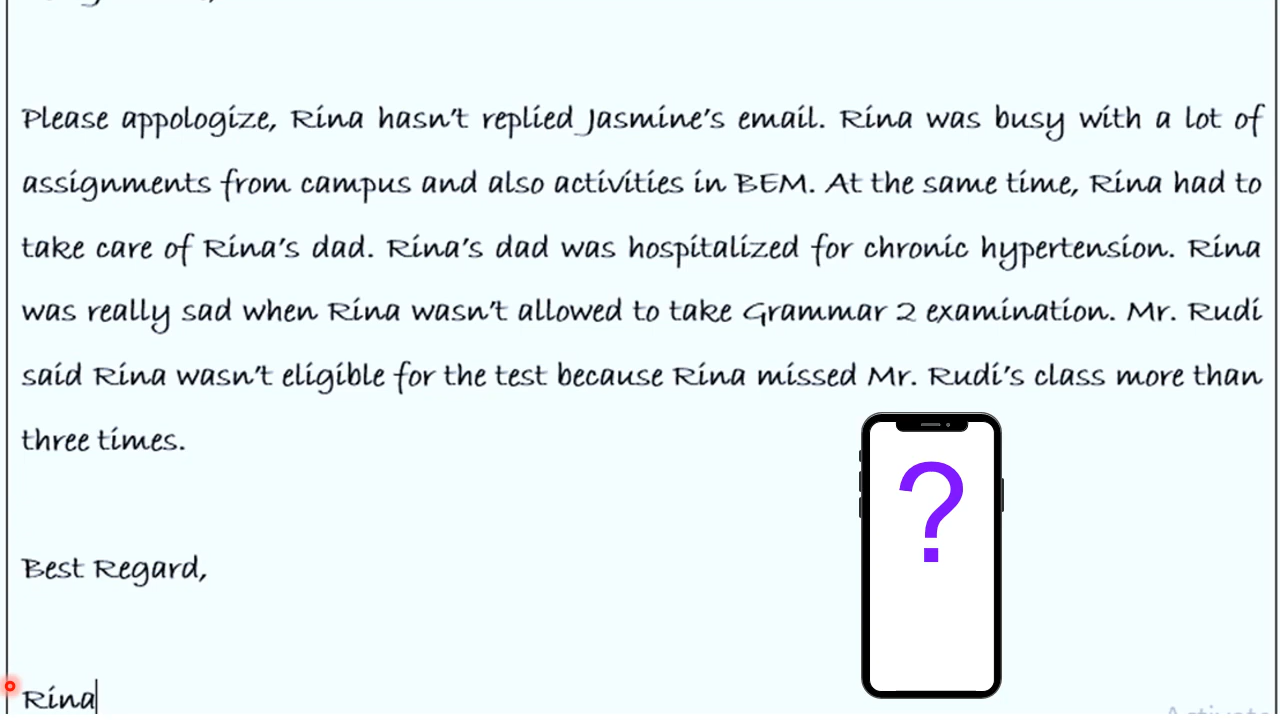 Please appologize, Rina hasn't replied Jasmine's email. Rina was busy with a lot of
assignments from campus and also activities in BEM. At the same time, Rina had to
take care of Rina's dad. Rina's dad was hospitalized for chronic hypertension. Rina
was really sad when Rina wasn't allowed to take Grammar 2 examination. Mr. Rudi
said Rina wasn't eligible for the test because Rina missed Mr. Rudi's class more than
three times.
?
Best Regard,
Rina